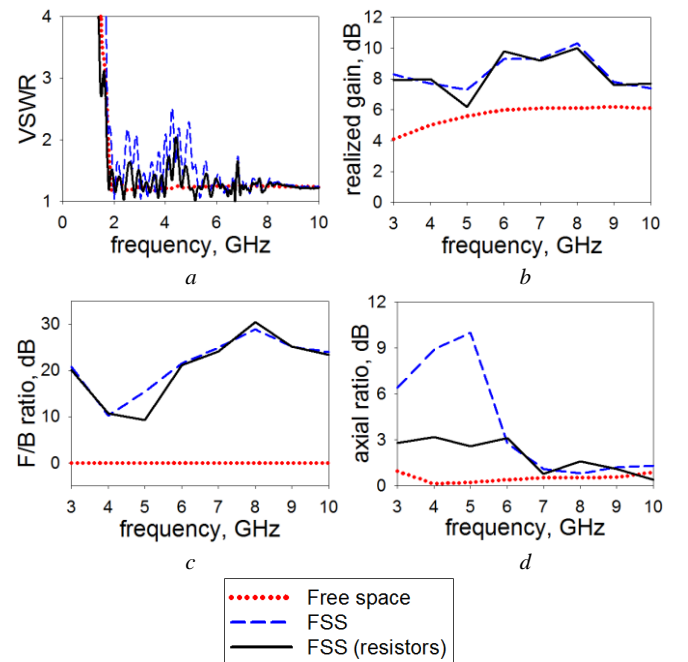 4
3
2
1
VSWR
0 2 4 6 8 10
frequency, GHz
a
12
10
8
6
4
2
0
realized gain, dB
3 4 5 6 7 8 9 10
frequency, GHz
b
30
20
10
0
F/B ratio, dB
3 4 5 6 7 8 9 10
frequency, GHz
c
12
9
6
3
0
axial ratio, dB
3 4 5 6 7 8 9 10
frequency, GHz
d
Free space
FSS
FSS (resistors)